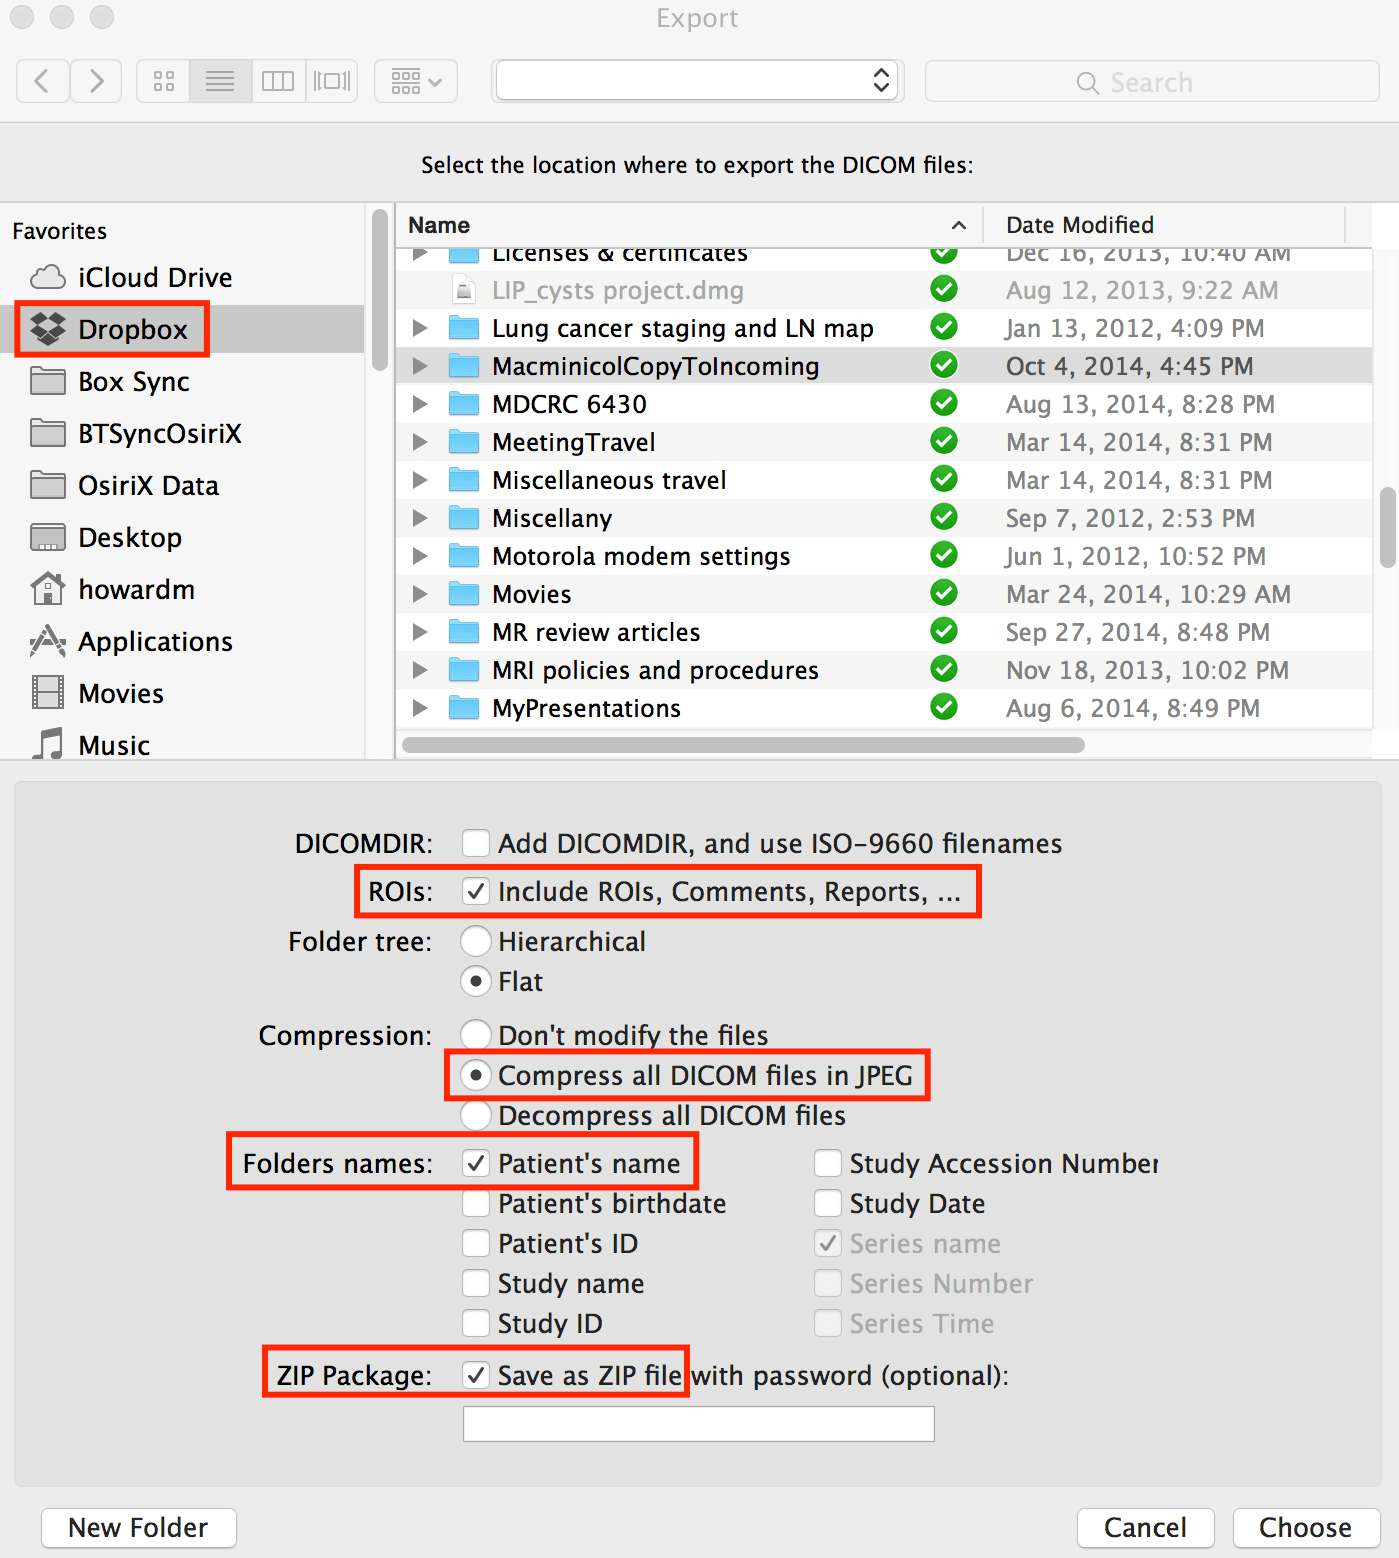 Export
Search
Select the location where to export the DICOM files:
Favorites
iCloud Drive
Dropbox
Box Sync
BTSyncOsiriX
OsiriX Data
Desktop
howardm
Applications
Movies
Music
Name Date Modified
Licenses & certificates Dec 16, 2013, 10:40 AM
LIP_cysts project.dmg Aug 12, 2013, 9:22 AM
Lung cancer staging and LN map Jan 13, 2012, 4:09 PM
MacminicolCopyToIncoming Oct 4, 2014, 4:45 PM
MDCRC 6430 Aug 13, 2014, 8:28 PM
MeetingTravel Mar 14, 2014, 8:31 PM
Miscellaneous travel Mar 14, 2014, 8:31 PM
Miscellany Sep 7, 2012, 2:53 PM
Motorola modem settings Jun 1, 2012, 10:52 PM
Movies Mar 24, 2014, 10:29 AM
MR review articles Sep 27, 2014, 8:48 PM
MRI policies and procedures Nov 18, 2013, 10:02 PM
MyPresentations Aug 6, 2014, 8:49 PM
DICOMDIR: Add DICOMDIR, and use ISO-9660 filenames
ROIs: Include ROIs, Comments, Reports, ...
Folder tree: Hierarchical
Flat
Compression: Don't modify the files
Compress all DICOM files in JPEG
Decompress all DICOM files
Folders names: Patient's name Study Accession Number
Patient's birthdate Study Date
Patient's ID Series name
Study name Series Number
Study ID Series Time
ZIP Package: Save as ZIP file with password (optional):
New Folder Cancel Choose